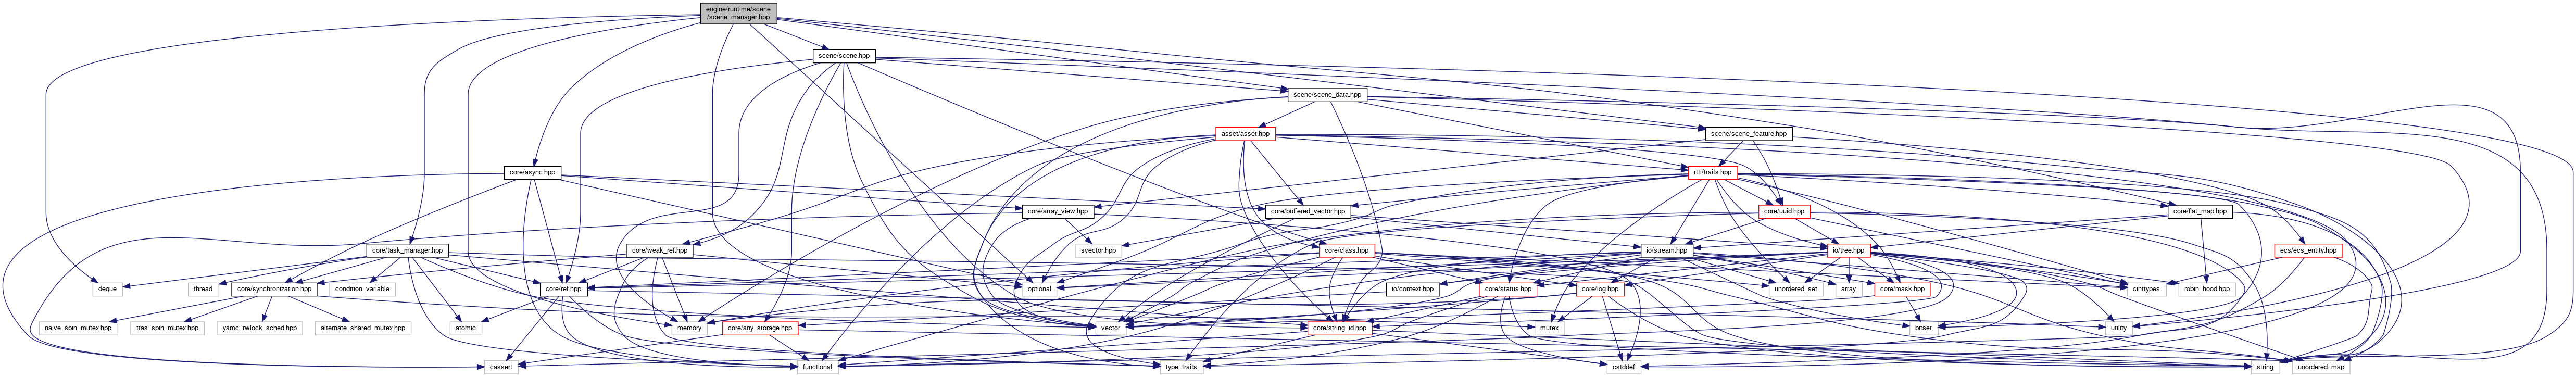 engine/runtime/scene
/scene_manager.hpp
scene/scene.hpp
scene/scene_data.hpp
asset/asset.hpp
scene/scene_feature.hpp
core/async.hpp
rtti/traits.hpp
core/array_view.hpp
core/buffered_vector.hpp
core/uuid.hpp
core/flat_map.hpp
core/task_manager.hpp
core/weak_ref.hpp
svector.hpp
core/class.hpp
io/stream.hpp
io/tree.hpp
ecs/ecs_entity.hpp
deque
thread
core/synchronization.hpp
condition_variable
core/ref.hpp
optional
io/context.hpp
core/status.hpp
core/log.hpp
unordered_set
array
core/mask.hpp
cinttypes
robin_hood.hpp
naive_spin_mutex.hpp
ttas_spin_mutex.hpp
yamc_rwlock_sched.hpp
alternate_shared_mutex.hpp
atomic
memory
core/any_storage.hpp
vector
core/string_id.hpp
mutex
bitset
utility
cassert
functional
type_traits
cstddef
string
unordered_map